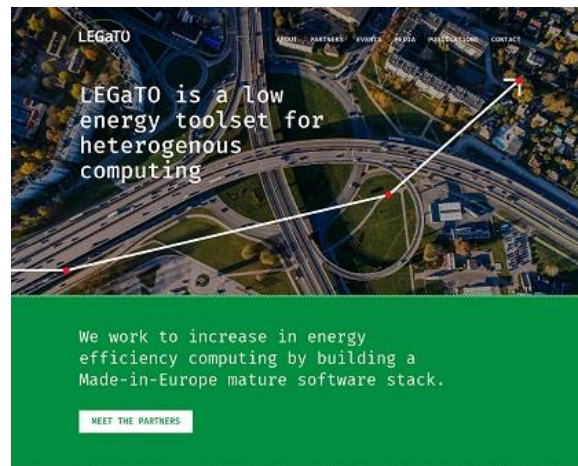 LEGaTO
ABOUT PARTNERS EVENTS MEDIA PUBLICATIONS CONTACT
LEGaTO is a low
energy toolset for
heterogenous
computing
We work to increase in energy
efficiency computing by building a
Made-in-Europe mature software stack.
MEET THE PARTNERS